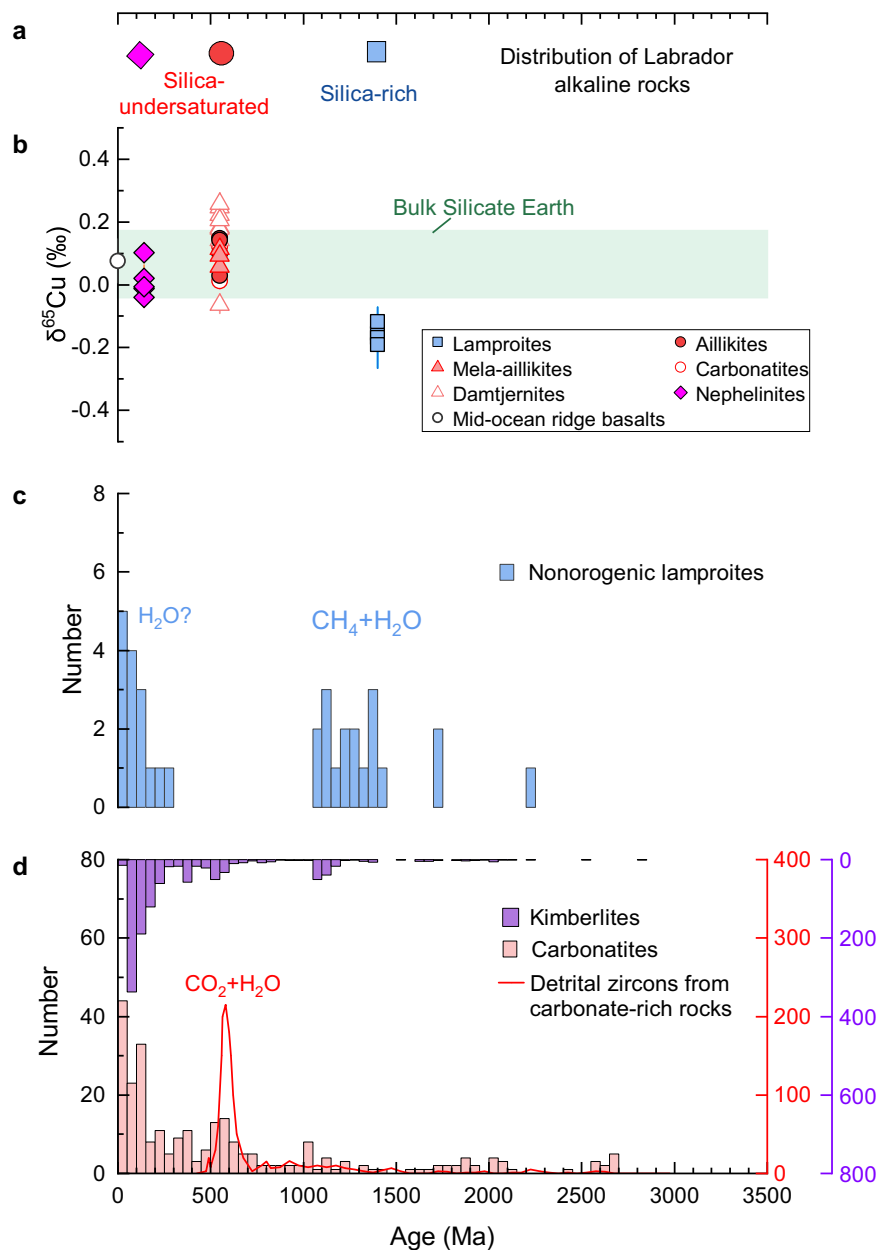 a
Silica-
undersaturated
Silica-rich
Distribution of Labrador
alkaline rocks
b
δ⁶⁵Cu (‰)
0.4
0.2
0.0
-0.2
-0.4
Bulk Silicate Earth
Lamproites
Aillikites
Mela-aillikites
Carbonatites
Damtjernites
Nephelinites
Mid-ocean ridge basalts
c
Number
8
6
4
2
0
H₂O?
CH₄+H₂O
Nonorogenic lamproites
d
Number
80
60
40
20
0
CO₂+H₂O
Kimberlites
Carbonatites
Detrital zircons from
carbonate-rich rocks
400
300
200
100
0
0
200
400
600
800
0 500 1000 1500 2000 2500 3000 3500
Age (Ma)